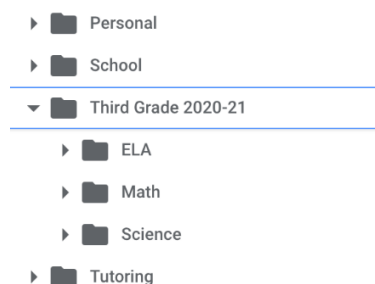 Personal
School
Third Grade 2020-21
ELA
Math
Science
Tutoring